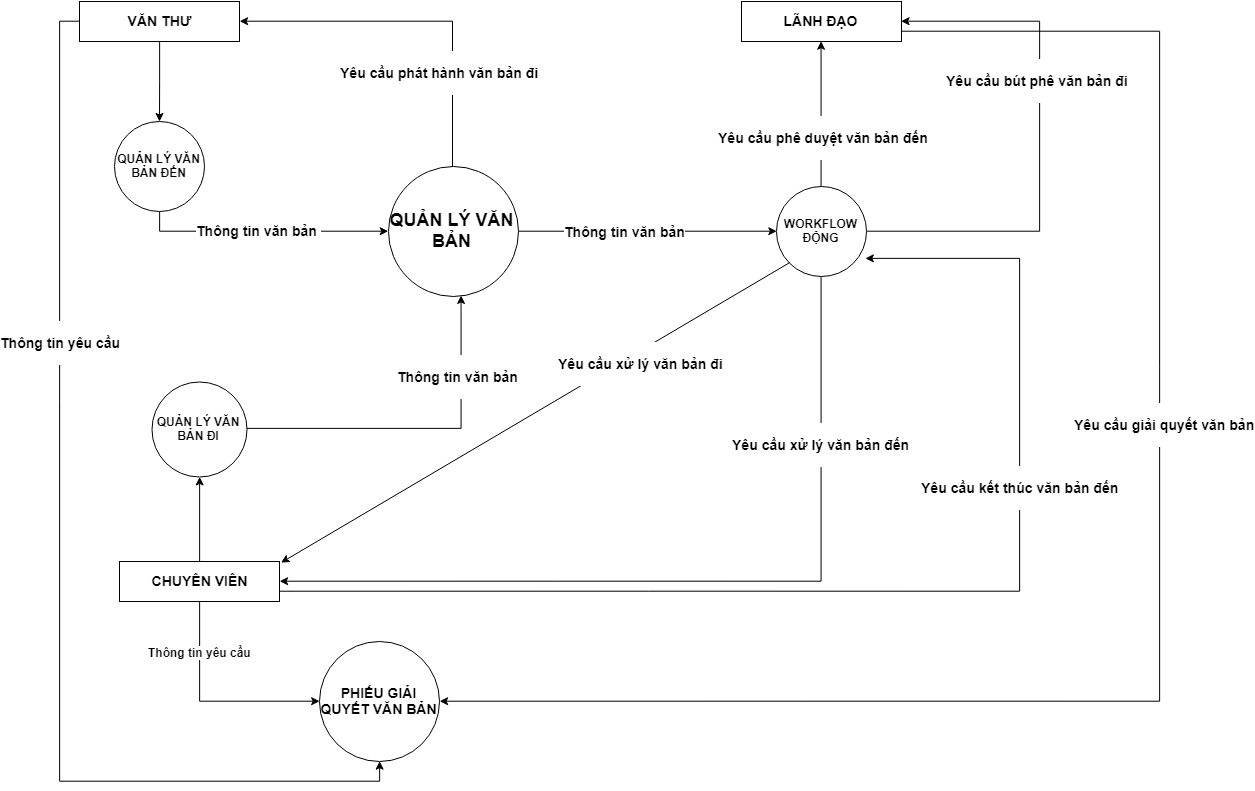 VĂN THƯ
LÃNH ĐẠO
Yêu cầu phát hành văn bản đi
Yêu cầu bút phê văn bản đi
Yêu cầu phê duyệt văn bản đến
QUẢN LÝ VĂN
BẢN ĐẾN
QUẢN LÝ VĂN
BẢN
WORKFLOW
ĐỘNG
Thông tin văn bản
Thông tin văn bản
Thông tin yêu cầu
Yêu cầu xử lý văn bản đi
Thông tin văn bản
QUẢN LÝ VĂN
BẢN ĐI
Yêu cầu giải quyết văn bản
Yêu cầu xử lý văn bản đến
Yêu cầu kết thúc văn bản đến
CHUYÊN VIÊN
Thông tin yêu cầu
PHIẾU GIẢI
QUYẾT VĂN BẢN